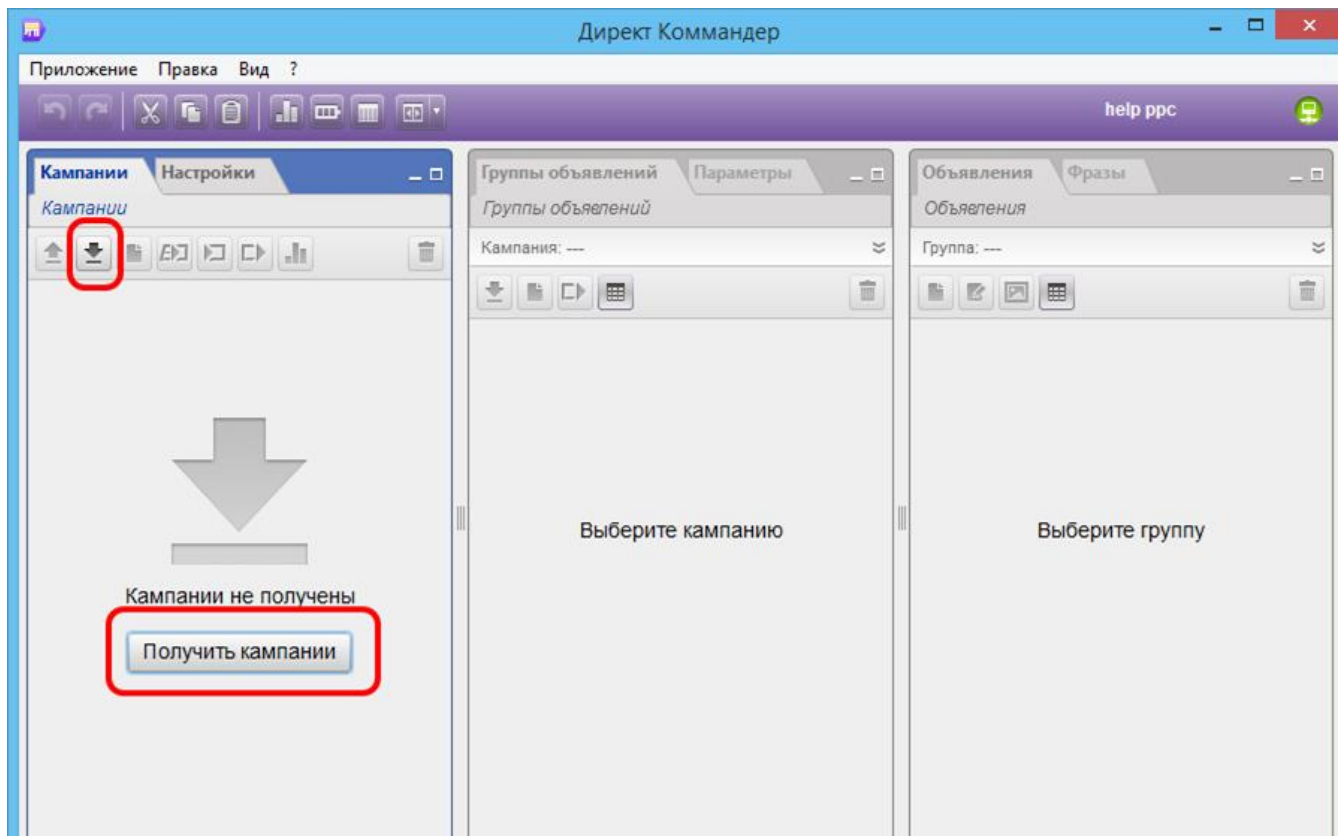 Директ Коммандер
Приложение Правка Вид ?
help ppc
Кампании Настройки
Кампании
Кампании не получены
Получить кампании
Группы объявлений Параметры
Группы объявлений
Кампания: ---
Выберите кампанию
Объявления Фразы
Объявления
Группа: ---
Выберите группу